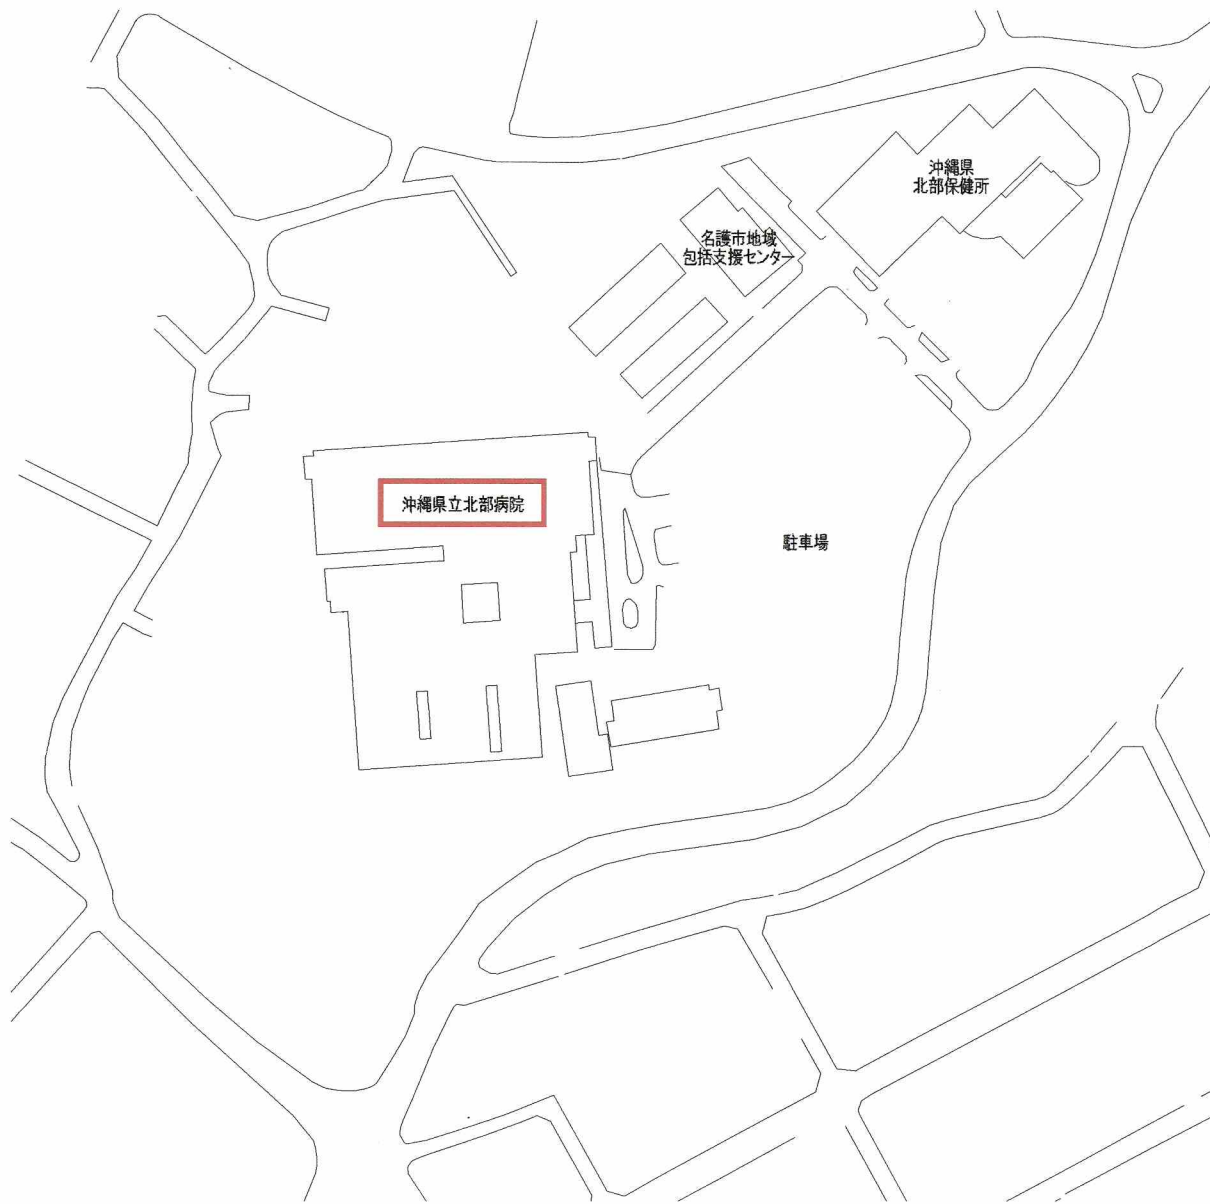 沖縄県
北部保健所
名護市地域
包括支援センター
沖縄県立北部病院
駐車場